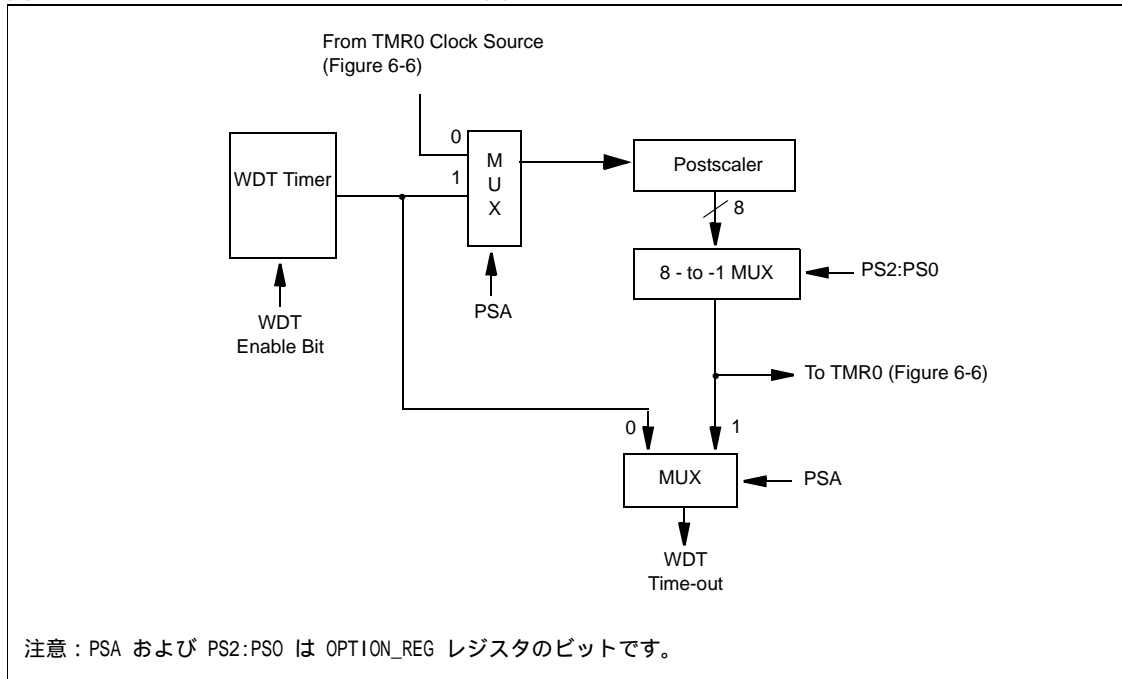 From TMR0 Clock Source
(Figure 6-6)
0
1
WDT Timer
M
U
X
Postscaler
8
8 - to -1 MUX
PS2:PS0
PSA
WDT
Enable Bit
To TMR0 (Figure 6-6)
0
1
MUX
PSA
WDT
Time-out
注意：PSA および PS2:PS0 は OPTION_REG レジスタのビットです。